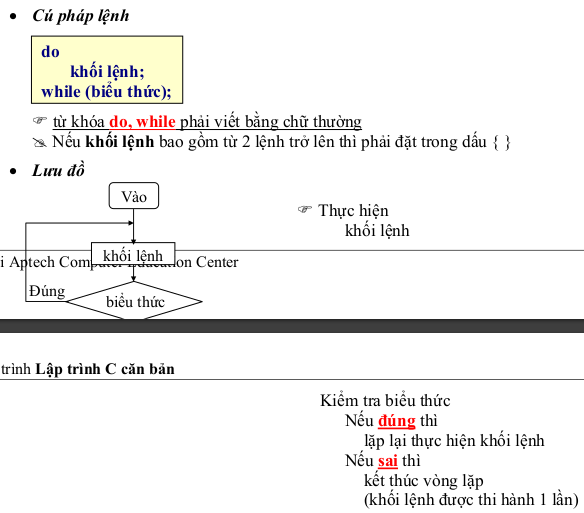 Cú pháp lệnh
do
khối lệnh;
while (biểu thức);
từ khóa do, while phải viết bằng chữ thường
Nếu khối lệnh bao gồm từ 2 lệnh trở lên thì phải đặt trong dấu { }
Lưu đồ
Vào
Thực hiện
khối lệnh
khối lệnh
i Aptech Computer Education Center
Đúng
biểu thức
trình Lập trình C căn bản
Kiểm tra biểu thức
Nếu đúng thì
lặp lại thực hiện khối lệnh
Nếu sai thì
kết thúc vòng lặp
(khối lệnh được thi hành 1 lần)